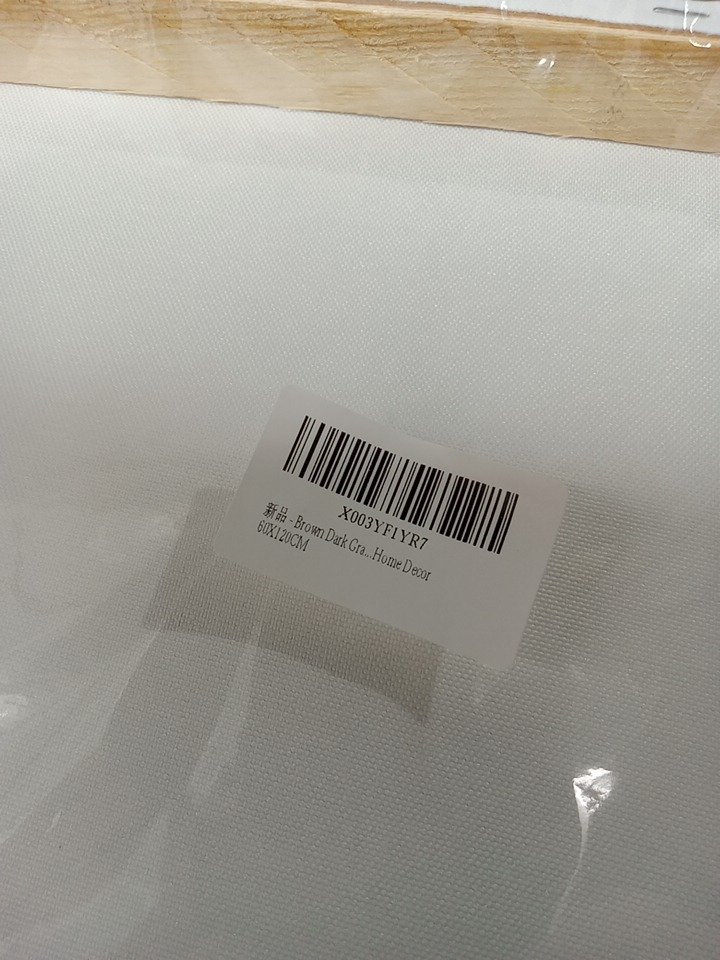 X003YF1YR7
新品 - Brown Dark Gra...Home Decor
60X120CM